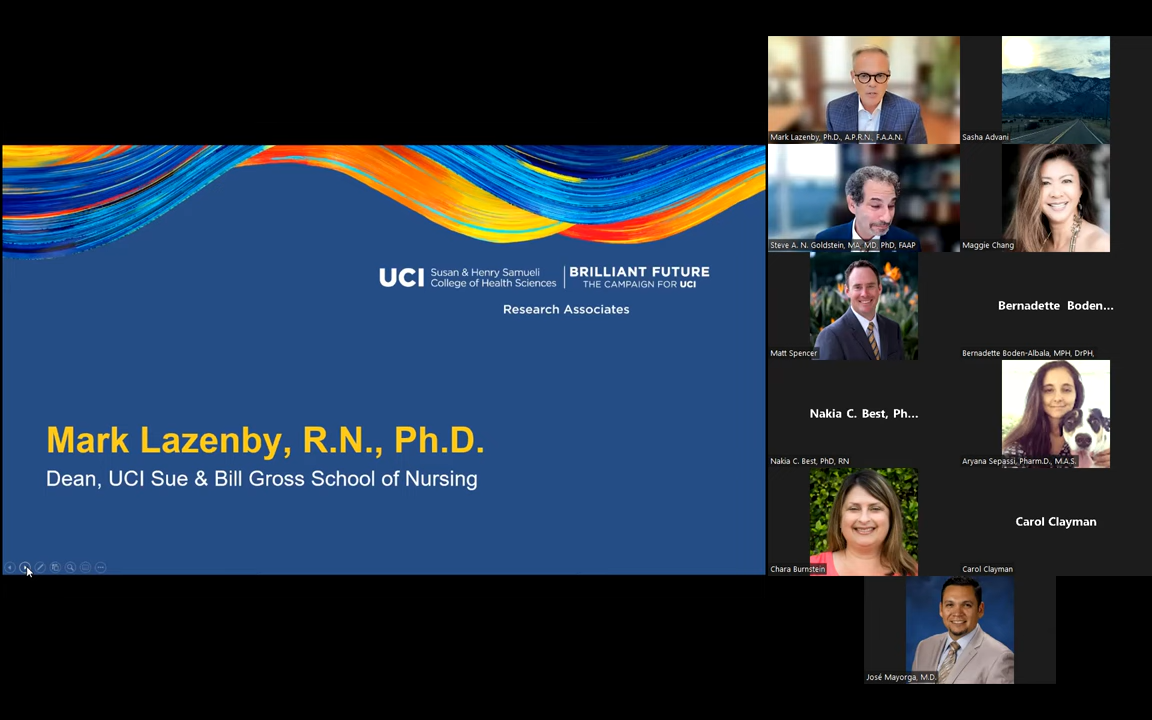 UCI Susan & Henry Samueli
College of Health Sciences
BRILLIANT FUTURE
THE CAMPAIGN FOR UCI
Research Associates
Mark Lazenby, R.N., Ph.D.
Dean, UCI Sue & Bill Gross School of Nursing
Mark Lazenby, Ph.D., A.P.R.N., F.A.A.N.
Sasha Advani
Steve A. N. Goldstein, MA, MD, PhD, FAAP
Maggie Chang
Matt Spencer
Bernadette Boden...
Bernadette Boden-Albala, MPH, DrPH,
Nakia C. Best, Ph...
Nakia C. Best, PhD, RN
Aryana Sepassi, Pharm.D., M.A.S.
Chara Burnstein
Carol Clayman
Carol Clayman
José Mayorga, M.D.